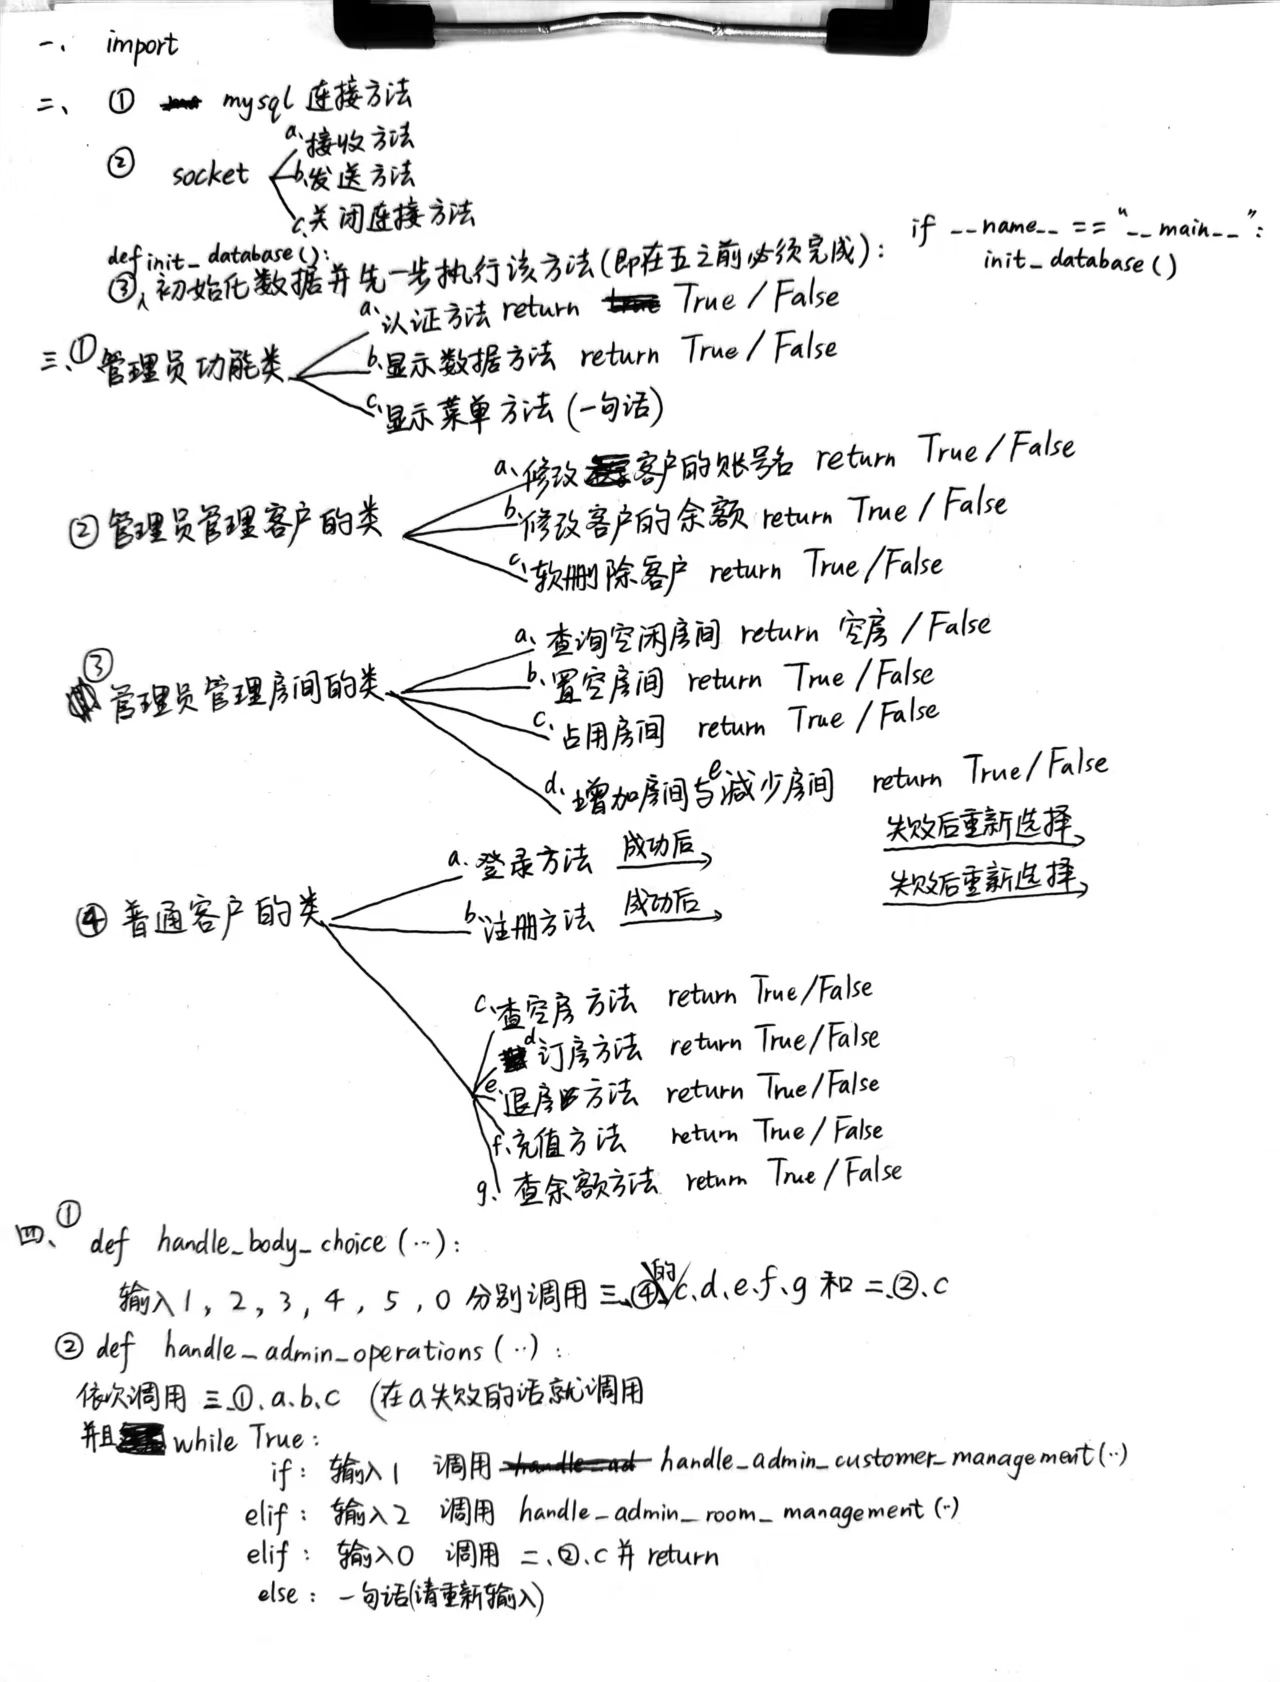 一、 import
二、 ① mysql 连接方法
② socket
a、接收方法
b、发送方法
c、关闭连接方法
def init_database():
③、初始化数据并先一步执行该方法(即在五之前必须完成):
if __name__ == "__main__":
init_database()
三、① 管理员功能类
a、认证方法 return True / False
b、显示数据方法 return True / False
c、显示菜单方法 (一句话)
② 管理员管理客户的类
a、修改客户的账号名 return True / False
b、修改客户的余额 return True / False
c、软删除客户 return True / False
③ 管理员管理房间的类
a、查询空闲房间 return 空房 / False
b、置空房间 return True / False
c、占用房间 return True / False
d、增加房间与e减少房间 return True / False
④ 普通客户的类
a、登录方法 成功后 失败后重新选择
b、注册方法 成功后 失败后重新选择
c、查空房方法 return True/False
d 订房方法 return True/False
e、退房方法 return True/False
f、充值方法 return True / False
g、查余额方法 return True / False
四、① def handle_body_choice (…):
输入1, 2, 3, 4, 5, 0 分别调用 三、④的c、d、e、f、g 和 二、②、c
② def handle_admin_operations (..):
依次调用 三、①、a、b、c (在a失败的话就调用
并且 while True:
if: 输入1 调用 handle_admin_customer_management(..)
elif: 输入2 调用 handle_admin_room_management(..)
elif: 输入0 调用 二、②、c 并 return
else: 一句话(请重新输入)